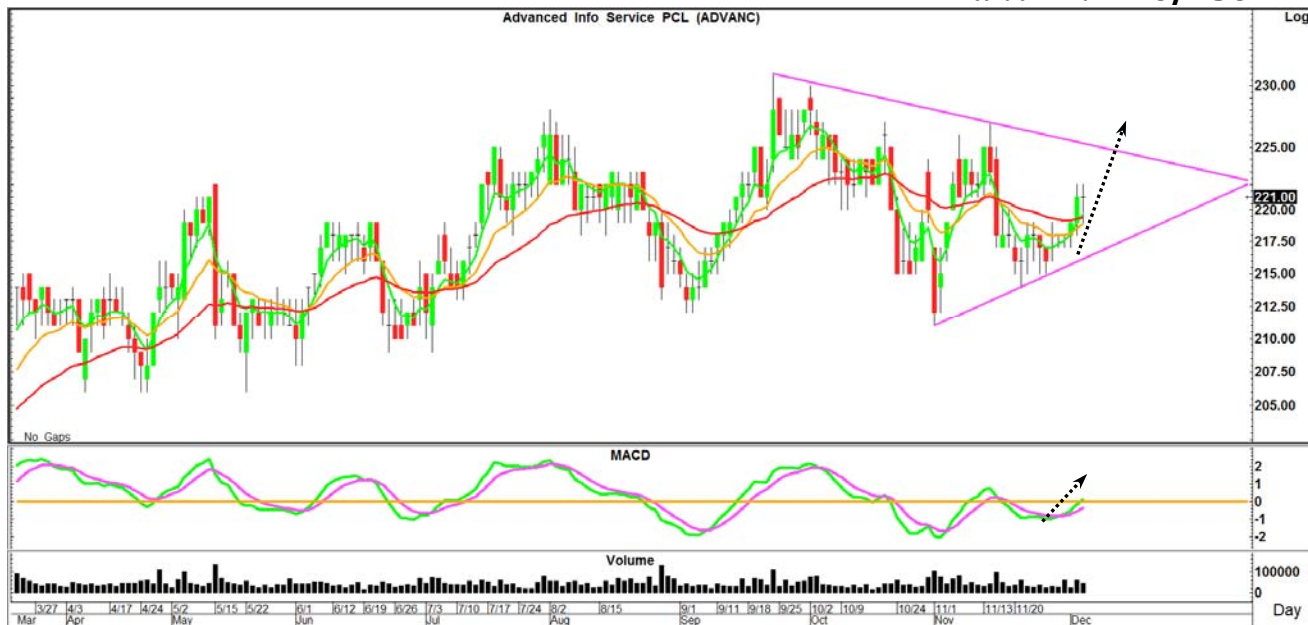 Advanced Info Service PCL (ADVANC)
Log
230.00
225.00
221.00
220.00
217.50
215.00
212.50
210.00
207.50
205.00
No Gaps
MACD
2
1
0
-1
-2
Volume
100000
0
3/27 4/3 4/17 4/24 5/2 5/15 5/22 6/1 6/12 6/19 6/26 7/3 7/10 7/17 7/24 8/2 8/15 9/1 9/11 9/18 9/25 10/2 10/9 10/24 11/1 11/13 11/20
Day
Mar Apr May Jun Jul Aug Sep Oct Nov Dec